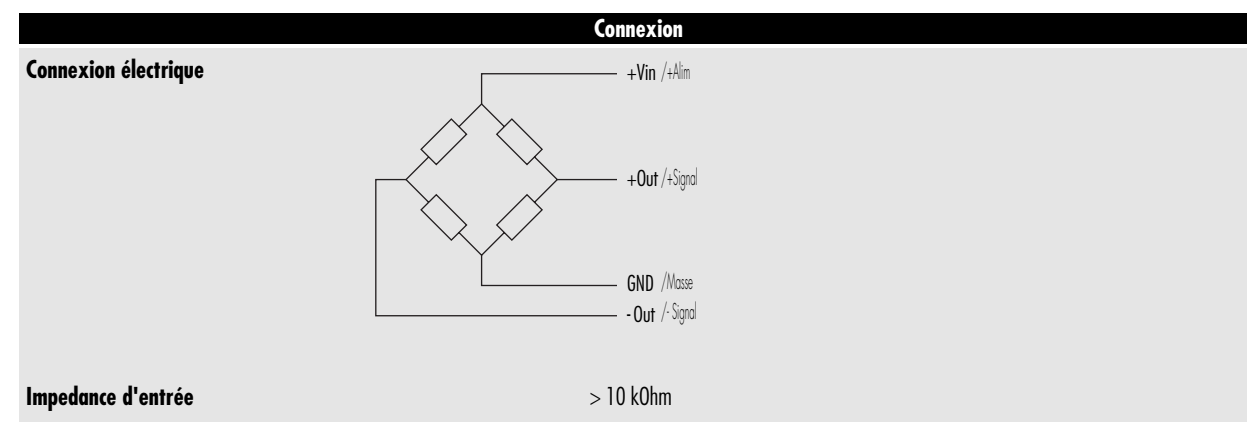 Connexion
Connexion électrique
+Vin /+Alim
+Out /+Signal
GND /Masse
- Out /- Signal
Impedance d'entrée > 10 kOhm